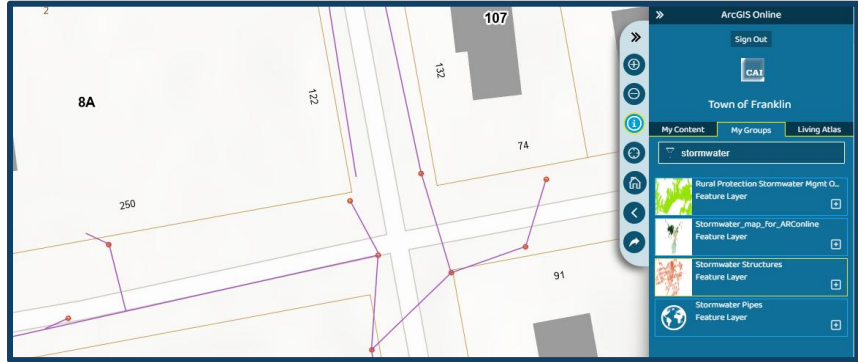 2
107
132
122
8A
74
250
91
ArcGIS Online
Sign Out
CAI
Town of Franklin
My Content
My Groups
Living Atlas
stormwater
Rural Protection Stormwater Mgmt O...
Feature Layer
Stormwater_map_for_ARConline
Feature Layer
Stormwater Structures
Feature Layer
Stormwater Pipes
Feature Layer